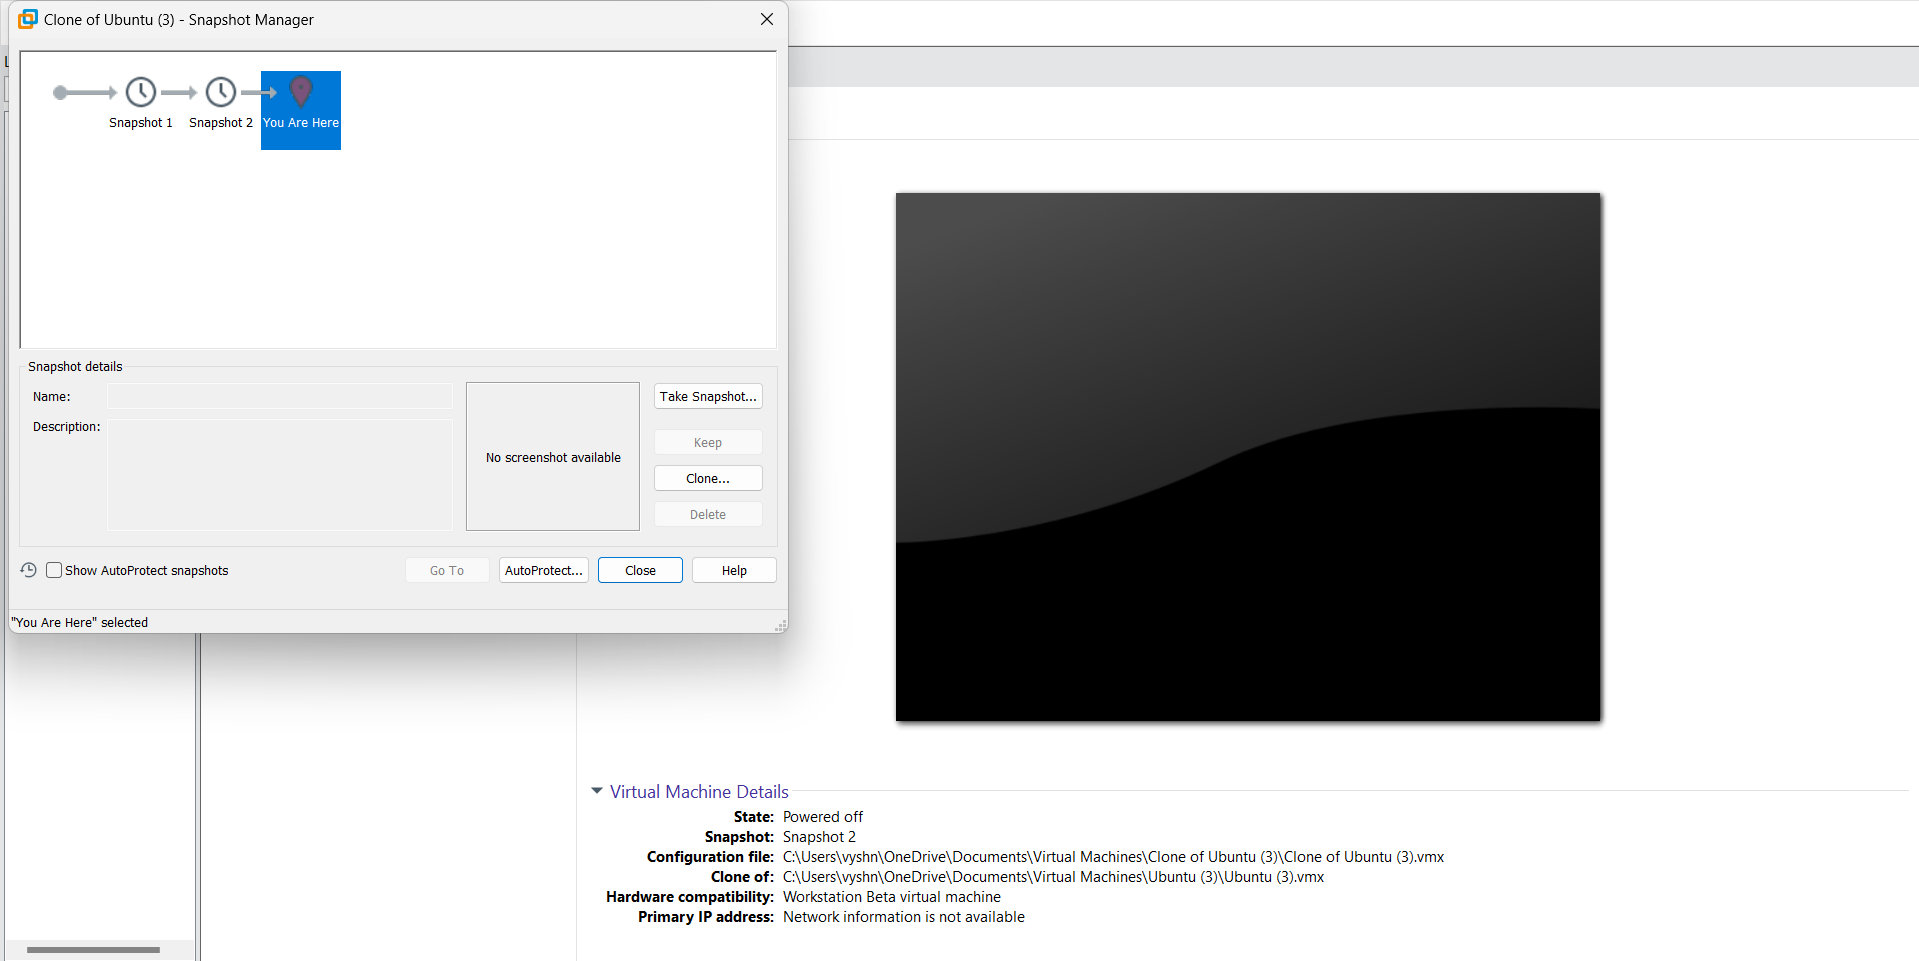 Clone of Ubuntu (3) - Snapshot Manager
Snapshot 1
Snapshot 2
You Are Here
Snapshot details
Name:
Description:
No screenshot available
Take Snapshot...
Keep
Clone...
Delete
Show AutoProtect snapshots
Go To
AutoProtect...
Close
Help
"You Are Here" selected
Virtual Machine Details
State: Powered off
Snapshot: Snapshot 2
Configuration file: C:\Users\vyshn\OneDrive\Documents\Virtual Machines\Clone of Ubuntu (3)\Clone of Ubuntu (3).vmx
Clone of: C:\Users\vyshn\OneDrive\Documents\Virtual Machines\Ubuntu (3)\Ubuntu (3).vmx
Hardware compatibility: Workstation Beta virtual machine
Primary IP address: Network information is not available